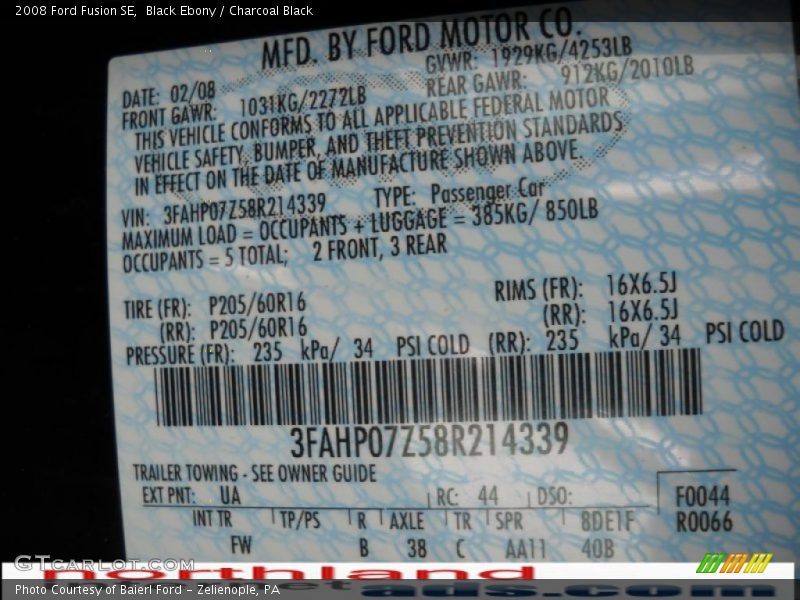 2008 Ford Fusion SE, Black Ebony / Charcoal Black
MFD. BY FORD MOTOR CO.
DATE: 02/08 GVWR: 1929KG/4253LB
FRONT GAWR: 1031KG/2272LB REAR GAWR: 912KG/2010LB
THIS VEHICLE CONFORMS TO ALL APPLICABLE FEDERAL MOTOR
VEHICLE SAFETY, BUMPER, AND THEFT PREVENTION STANDARDS
IN EFFECT ON THE DATE OF MANUFACTURE SHOWN ABOVE.
VIN: 3FAHP07Z58R214339 TYPE: Passenger Car
MAXIMUM LOAD = OCCUPANTS + LUGGAGE = 385KG/ 850LB
OCCUPANTS = 5 TOTAL; 2 FRONT, 3 REAR
TIRE (FR): P205/60R16 RIMS (FR): 16X6.5J
(RR): P205/60R16 (RR): 16X6.5J
PRESSURE (FR): 235 kPa/ 34 PSI COLD (RR): 235 kPa/ 34 PSI COLD
3FAHP07Z58R214339
TRAILER TOWING - SEE OWNER GUIDE
EXT PNT: UA RC: 44 DSO: F0044
INT TR TP/PS R AXLE TR SPR 8DE1F R0066
FW B 38 C AA11 40B
GTCarLot.com
northland
ads.com
Photo Courtesy of Baierl Ford - Zelienople, PA